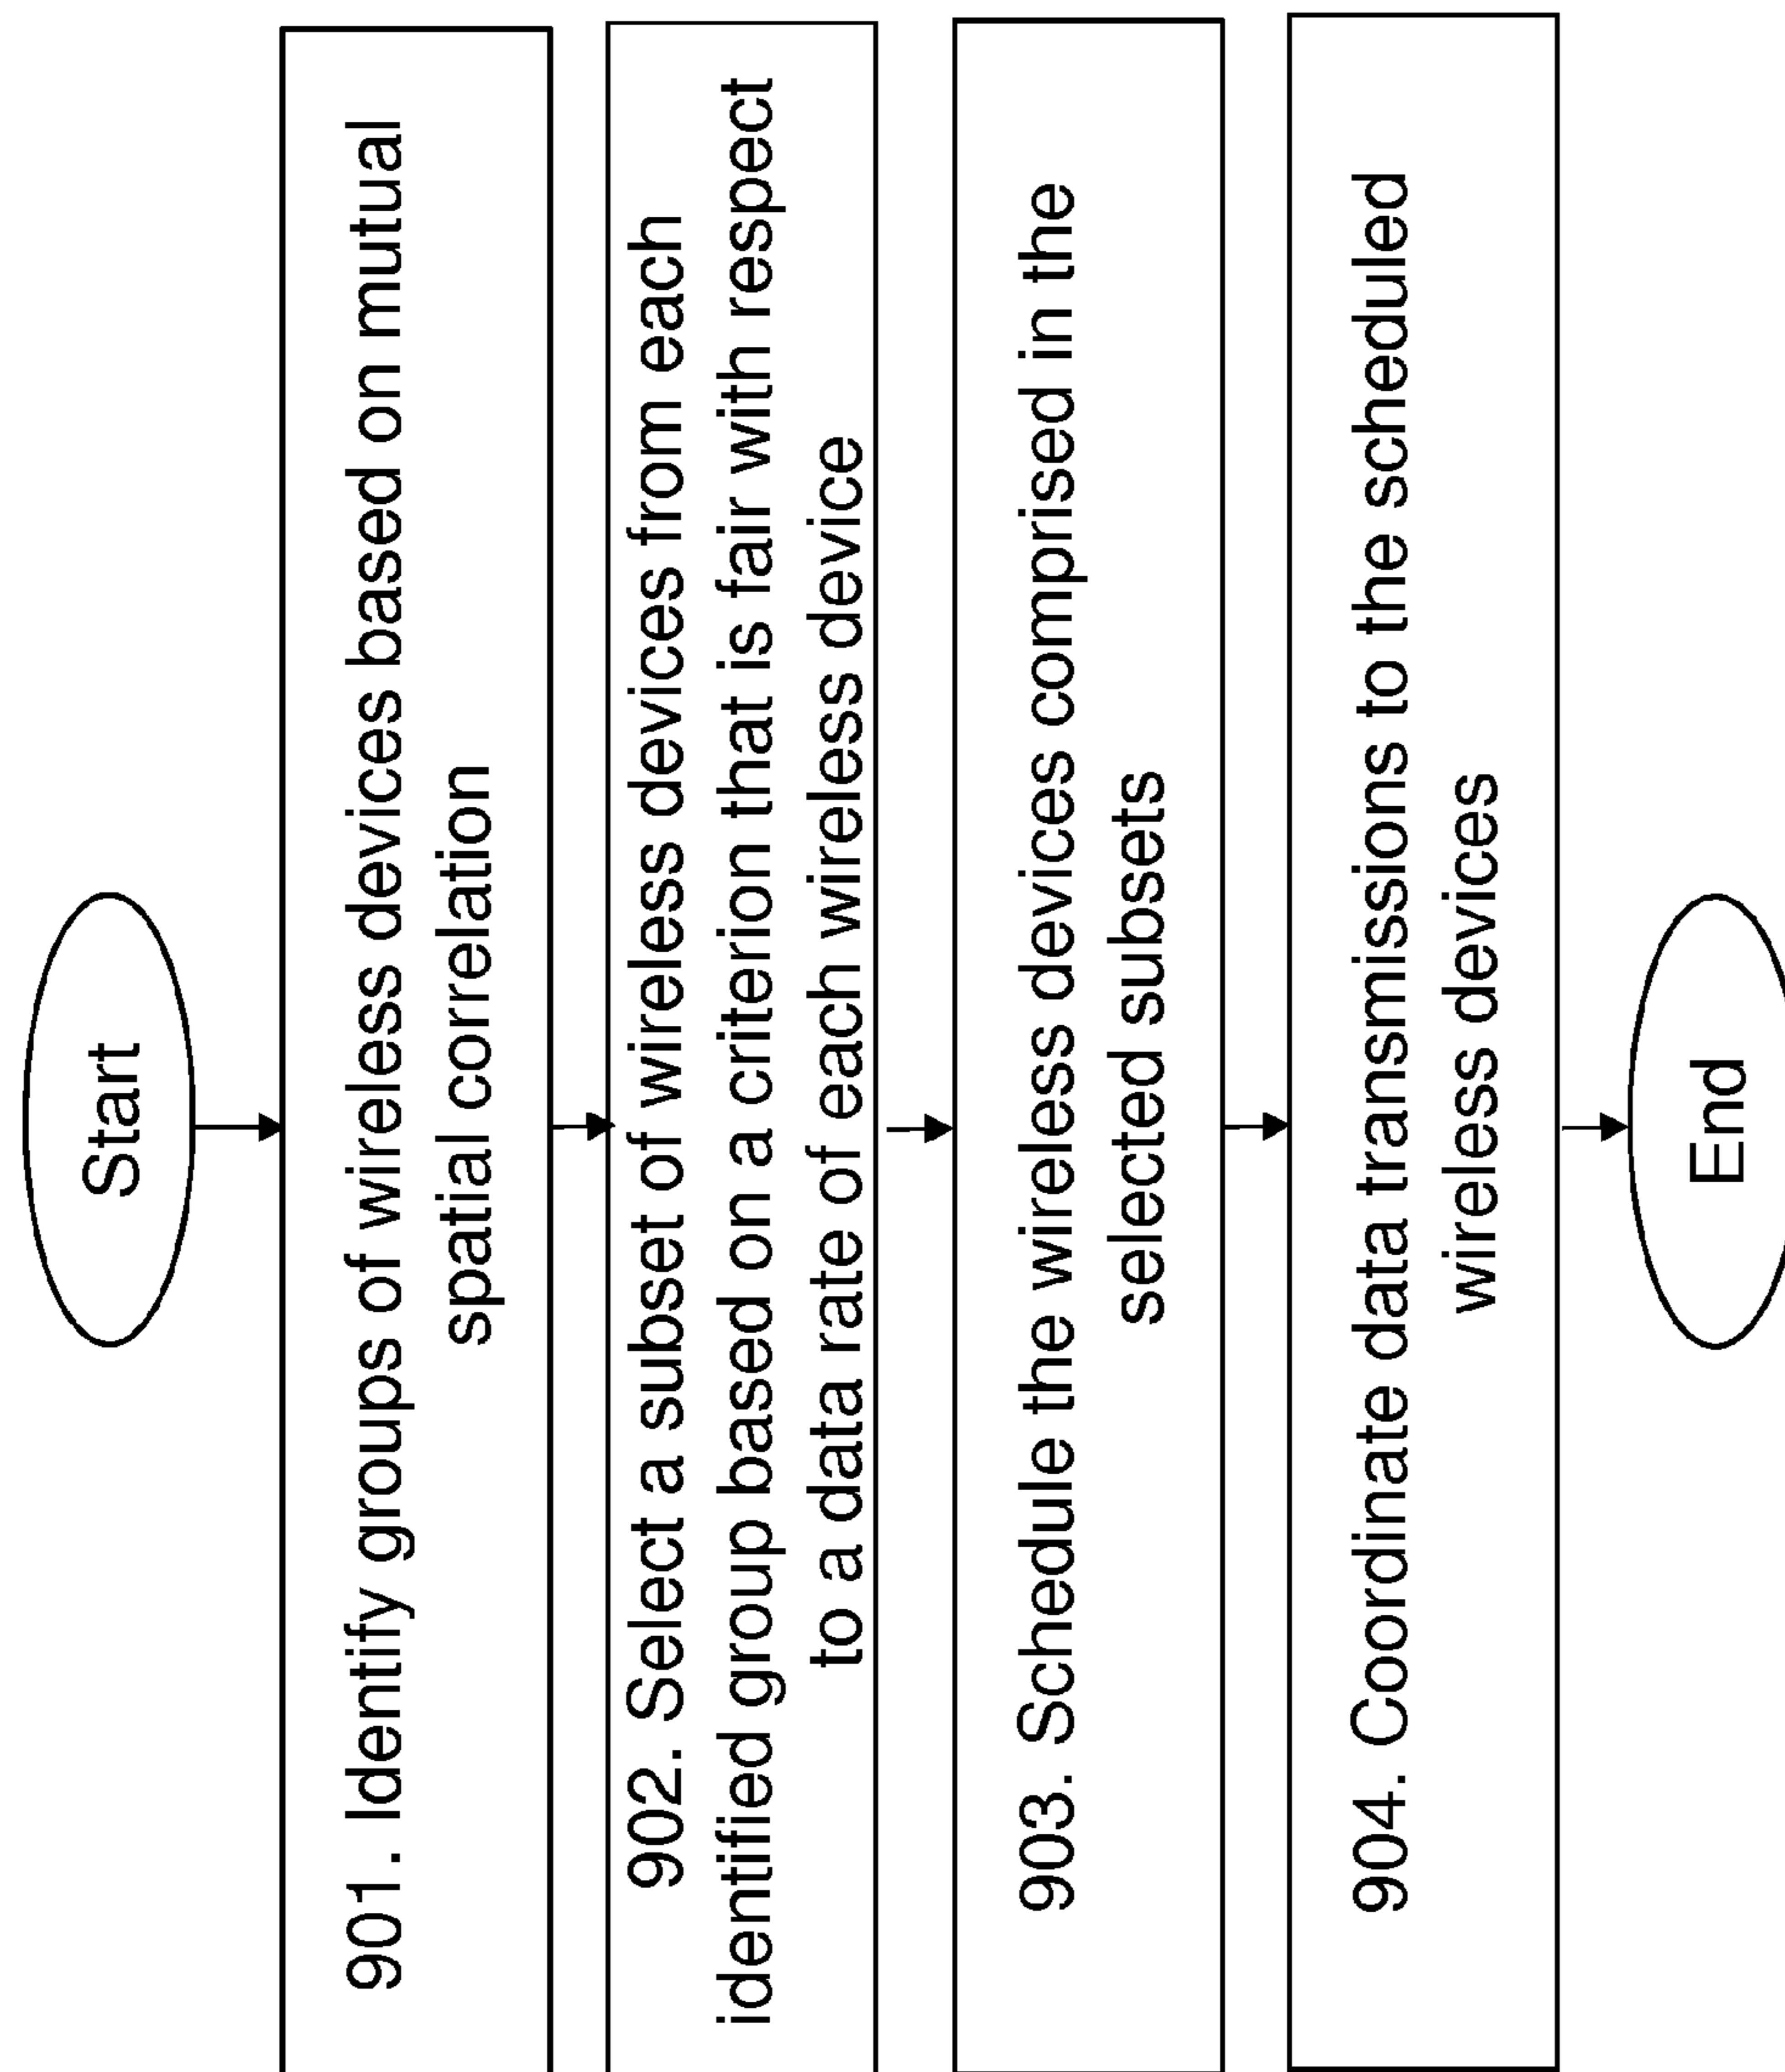 Start
901. Identify groups of wireless devices based on mutual
spatial correlation
902. Select a subset of wireless devices from each
identified group based on a criterion that is fair with respect
to a data rate of each wireless device
903. Schedule the wireless devices comprised in the
selected subsets
904. Coordinate data transmissions to the scheduled
wireless devices
End